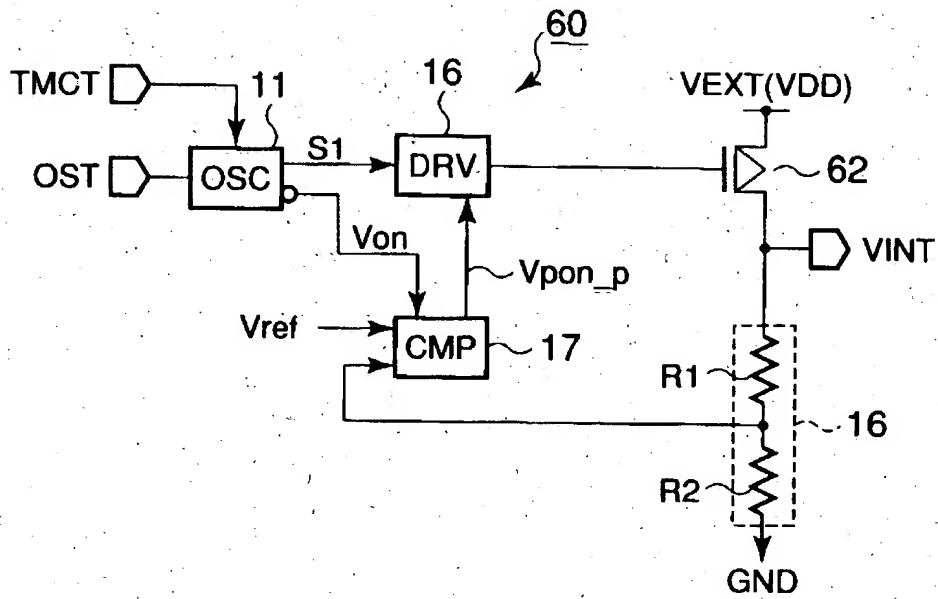 60
TMCT
11
16
VEXT(VDD)
OST
OSC
S1
DRV
62
Von
Vpon_p
VINT
Vref
CMP
17
R1
16
R2
GND